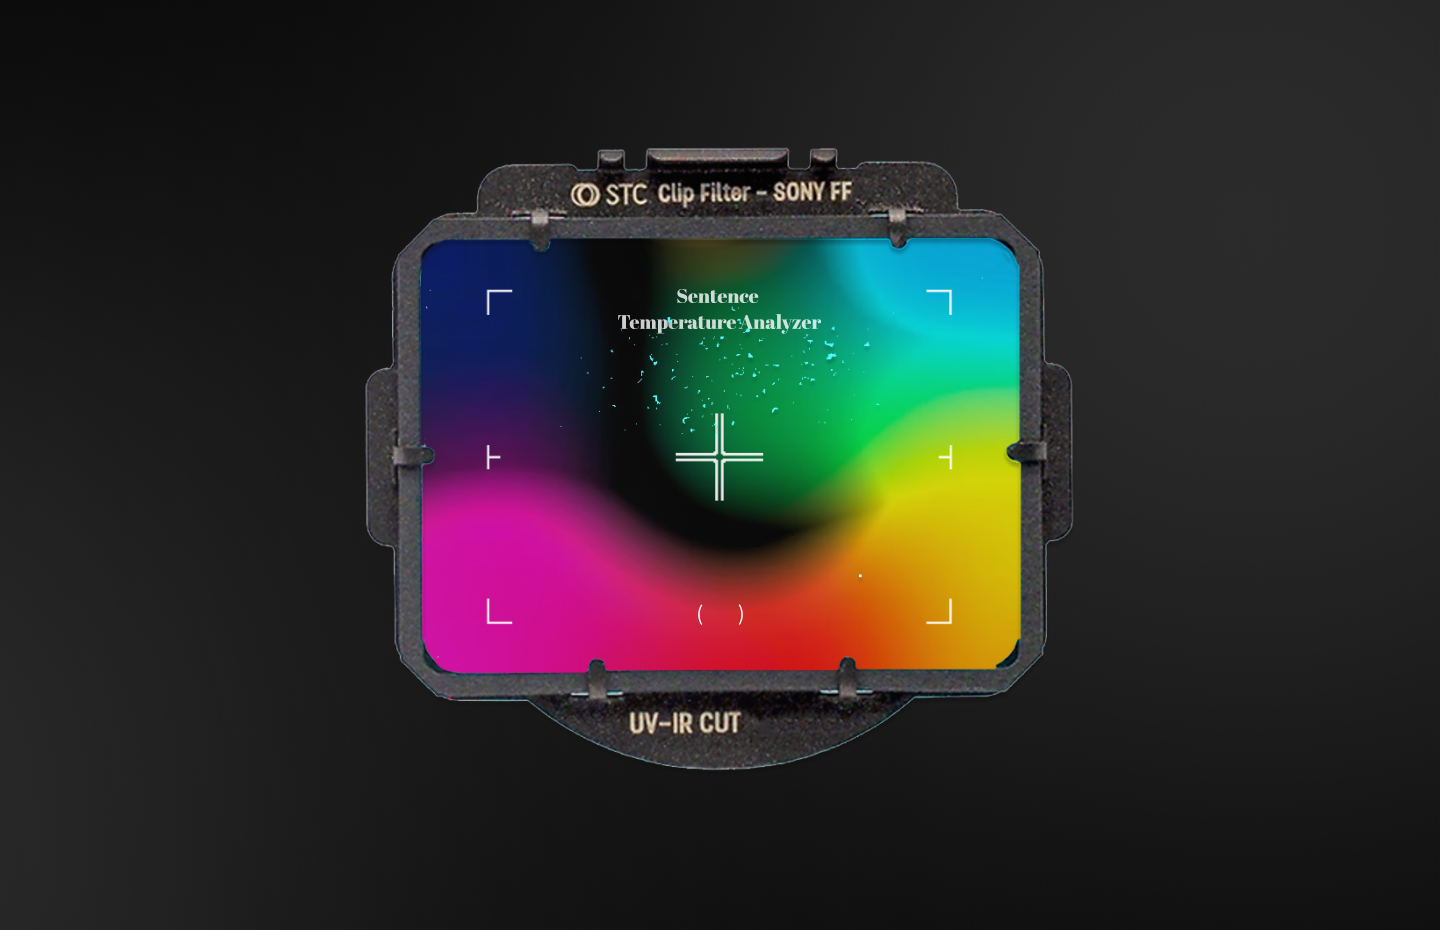 STC Clip Filter - SONY FF
Sentence
Temperature Analyzer
( )
UV-IR CUT